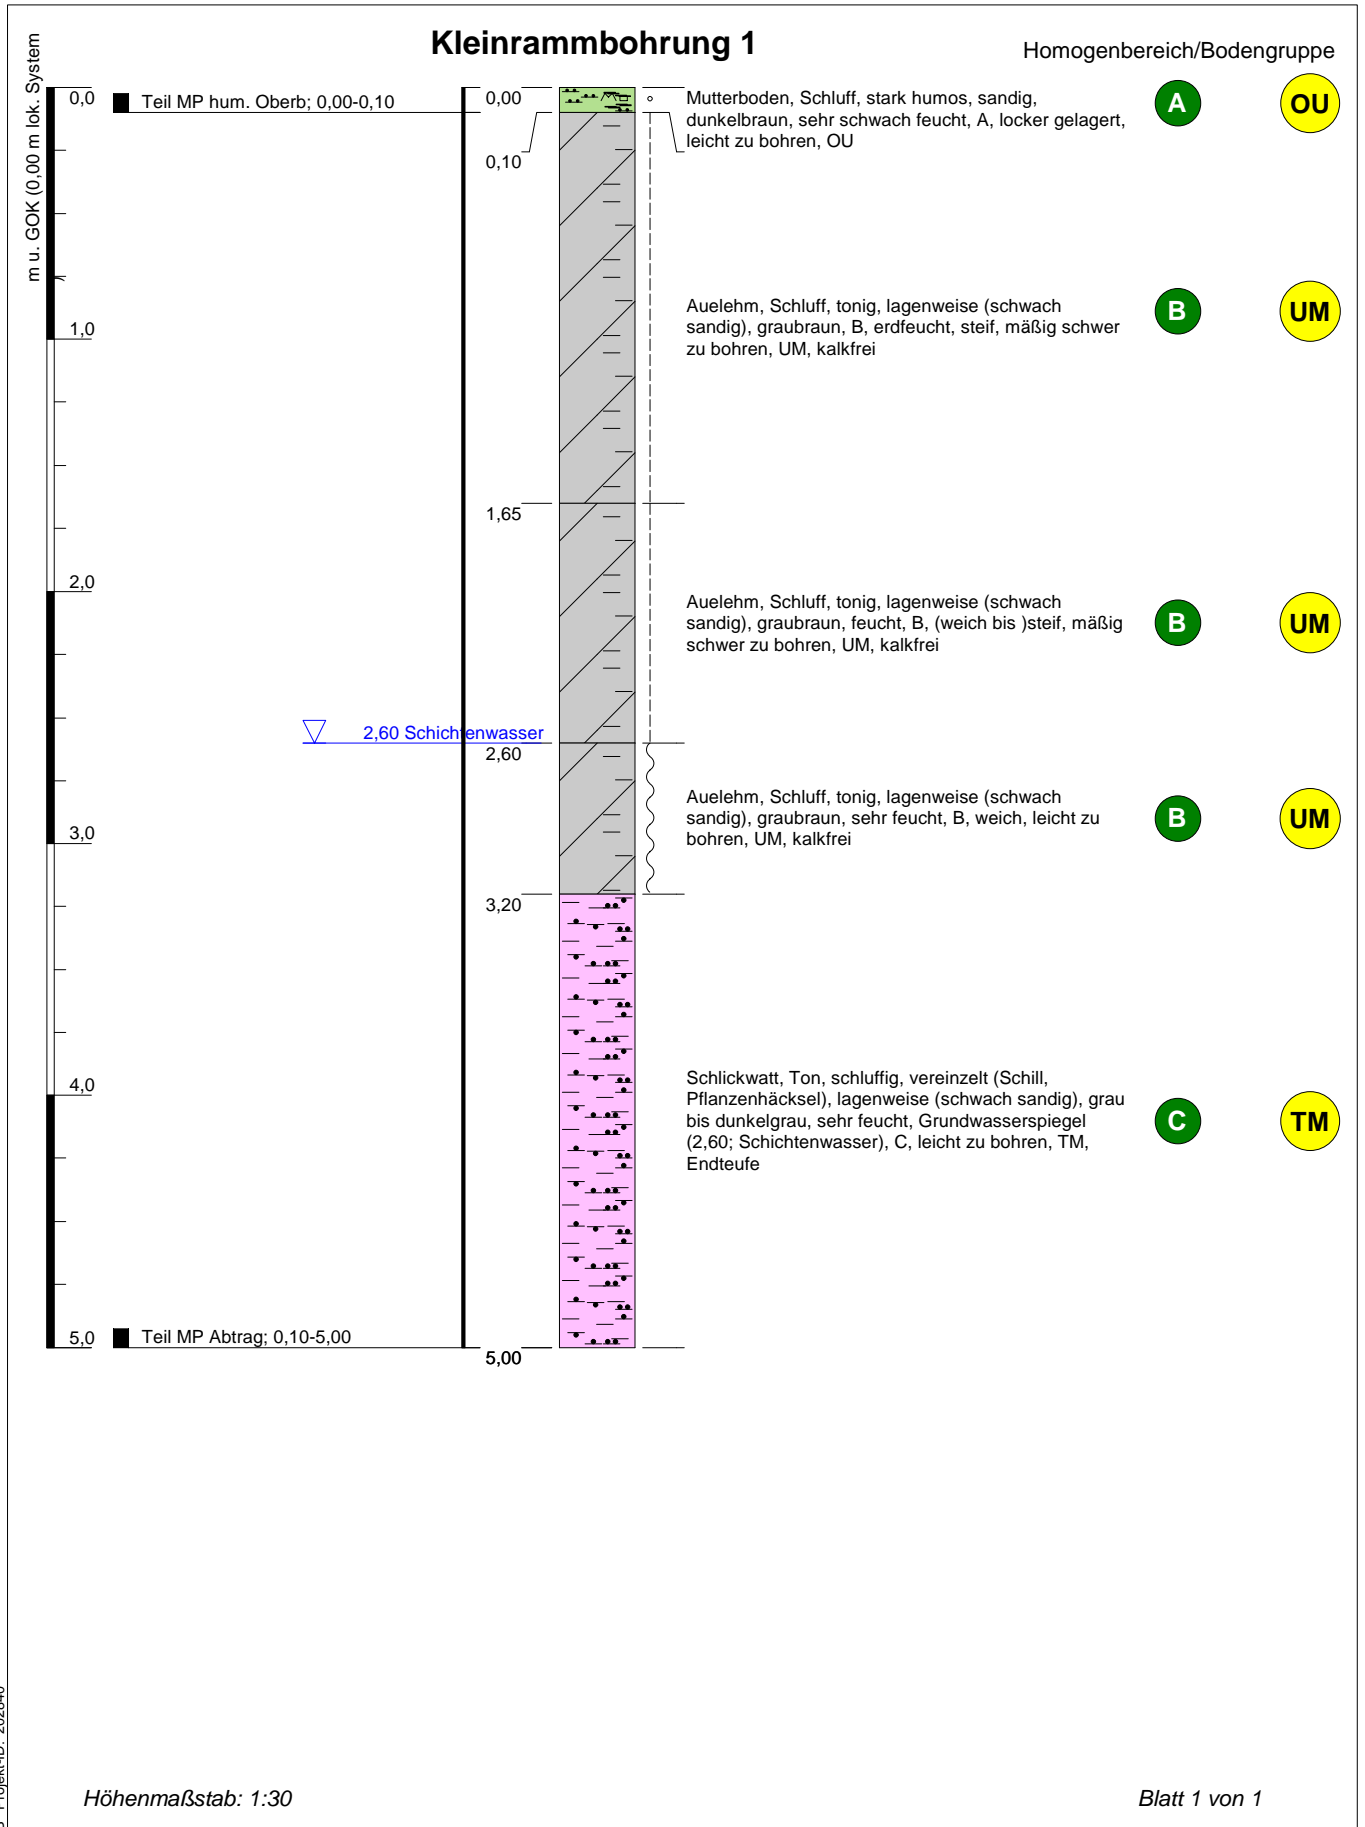 Kleinrammbohrung 1
Homogenbereich/Bodengruppe
m u. GOK (0,00 m lok. System
)
0,0
Teil MP hum. Oberb; 0,00-0,10
0,00
0,10
Mutterboden, Schluff, stark humos, sandig,
dunkelbraun, sehr schwach feucht, A, locker gelagert,
leicht zu bohren, OU
A
OU
1,0
Auelehm, Schluff, tonig, lagenweise (schwach
sandig), graubraun, B, erdfeucht, steif, mäßig schwer
zu bohren, UM, kalkfrei
B
UM
1,65
2,0
Auelehm, Schluff, tonig, lagenweise (schwach
sandig), graubraun, feucht, B, (weich bis )steif, mäßig
schwer zu bohren, UM, kalkfrei
B
UM
2,60 Schichtenwasser
2,60
3,0
Auelehm, Schluff, tonig, lagenweise (schwach
sandig), graubraun, sehr feucht, B, weich, leicht zu
bohren, UM, kalkfrei
B
UM
3,20
4,0
Schlickwatt, Ton, schluffig, vereinzelt (Schill,
Pflanzenhäcksel), lagenweise (schwach sandig), grau
bis dunkelgrau, sehr feucht, Grundwasserspiegel
(2,60; Schichtenwasser), C, leicht zu bohren, TM,
Endteufe
C
TM
5,0
Teil MP Abtrag; 0,10-5,00
5,00
Höhenmaßstab: 1:30
Blatt 1 von 1